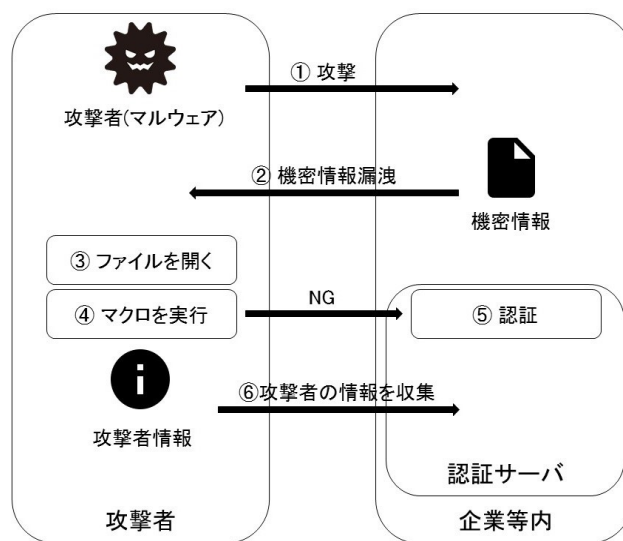 ① 攻撃
攻撃者(マルウェア)
② 機密情報漏洩
機密情報
③ ファイルを開く
④ マクロを実行
NG
⑤ 認証
⑥攻撃者の情報を収集
攻撃者情報
認証サーバ
攻撃者
企業等内